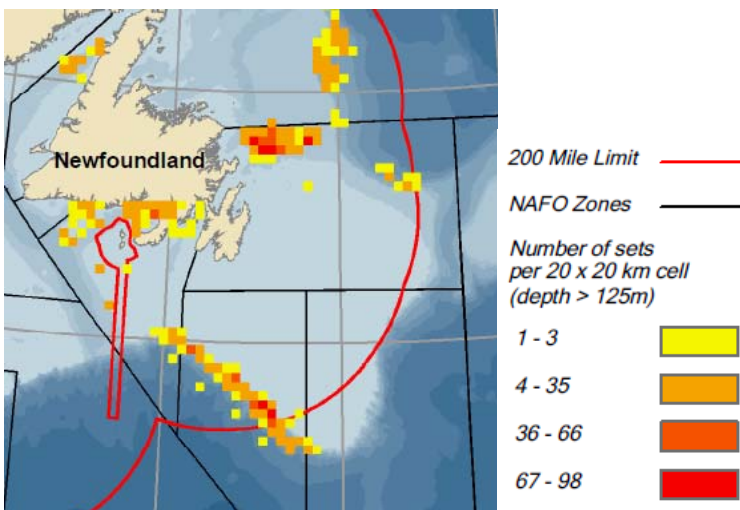 Newfoundland
200 Mile Limit
NAFO Zones
Number of sets
per 20 x 20 km cell
(depth > 125m)
1 - 3
4 - 35
36 - 66
67 - 98